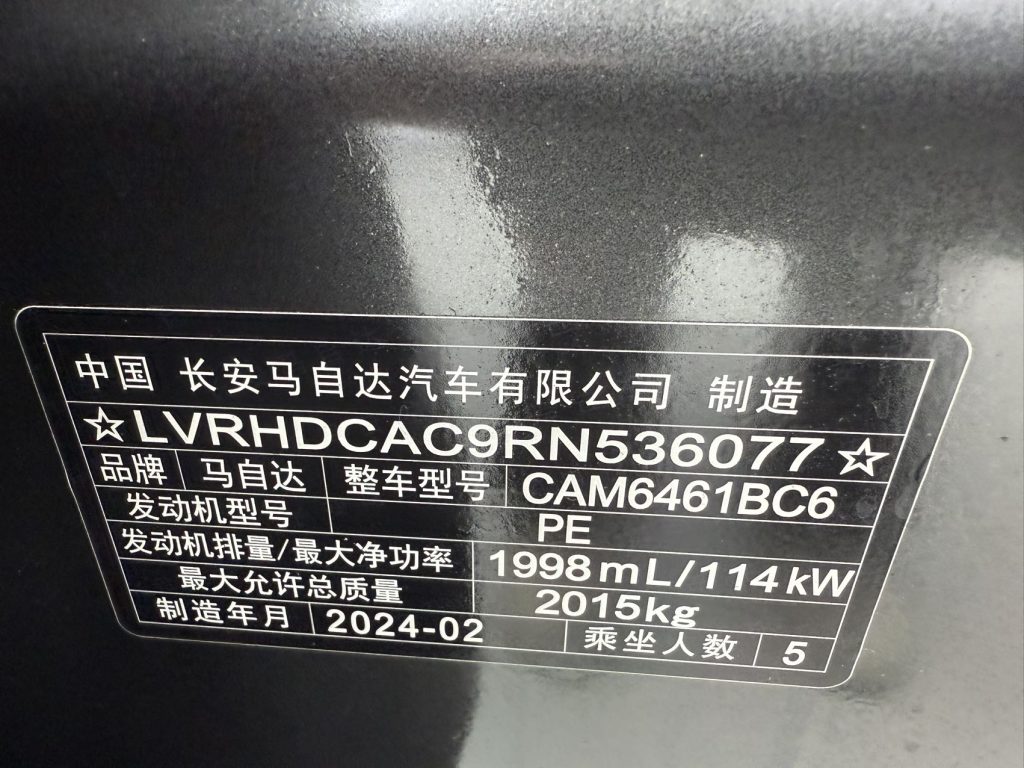 中国 长安马自达汽车有限公司 制造
☆LVRHDCAC9RN536077☆
品牌 马自达 整车型号 CAM6461BC6
发动机型号 PE
发动机排量/最大净功率 1998mL/114kW
最大允许总质量 2015kg
制造年月 2024-02 乘坐人数 5